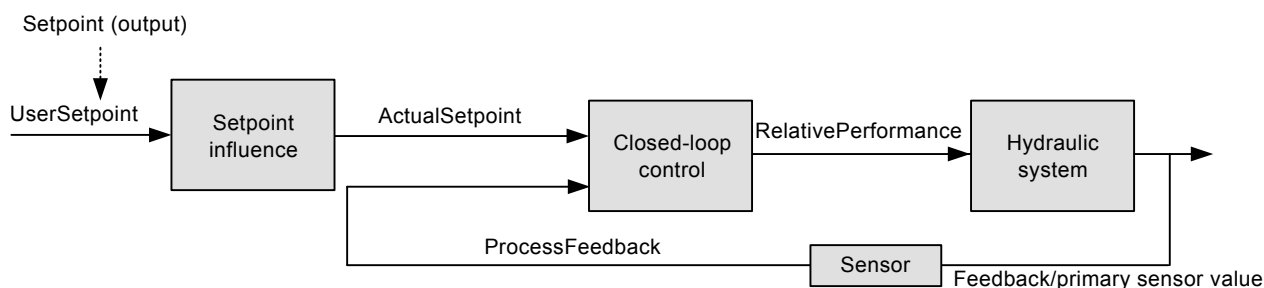 Setpoint (output)
UserSetpoint
Setpoint
influence
ActualSetpoint
Closed-loop
control
RelativePerformance
Hydraulic
system
ProcessFeedback
Sensor
Feedback/primary sensor value